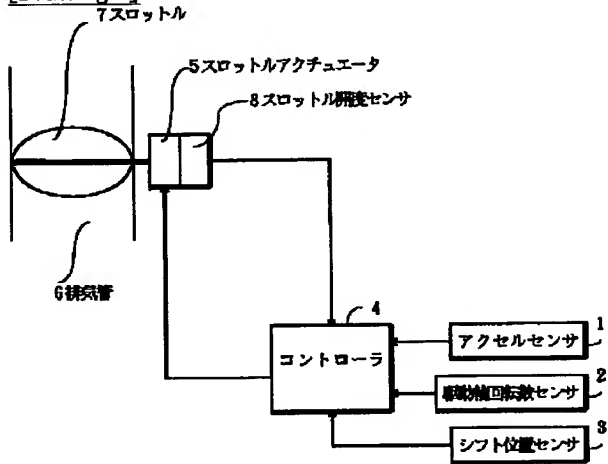 7スロットル
5スロットルアクチュエータ
8スロットル開度センサ
6排気管
4
コントローラ
1
アクセルセンサ
2
駆動軸回転数センサ
3
シフト位置センサ